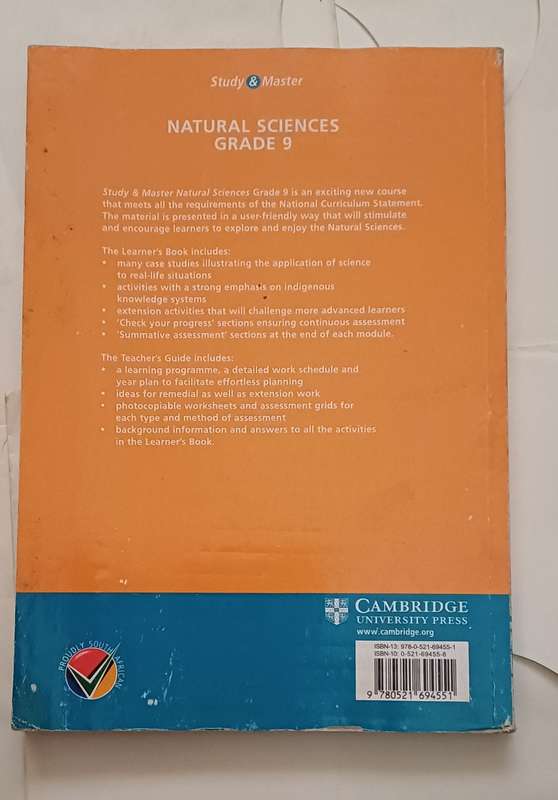 Study & Master
NATURAL SCIENCES
GRADE 9
Study & Master Natural Sciences Grade 9 is an exciting new course
that meets all the requirements of the National Curriculum Statement.
The material is presented in a user-friendly way that will stimulate
and encourage learners to explore and enjoy the Natural Sciences.
The Learner's Book includes:
• many case studies illustrating the application of science
to real-life situations
• activities with a strong emphasis on indigenous
knowledge systems
• extension activities that will challenge more advanced learners
• 'Check your progress' sections ensuring continuous assessment
• 'Summative assessment' sections at the end of each module.
The Teacher's Guide includes:
• a learning programme, a detailed work schedule and
year plan to facilitate effortless planning
• ideas for remedial as well as extension work
• photocopiable worksheets and assessment grids for
each type and method of assessment
• background information and answers to all the activities
in the Learner's Book.
CAMBRIDGE
UNIVERSITY PRESS
www.cambridge.org
PROUDLY SOUTH AFRICAN
ISBN-13: 978-0-521-69455-1
ISBN-10: 0-521-69455-8
9 780521 694551